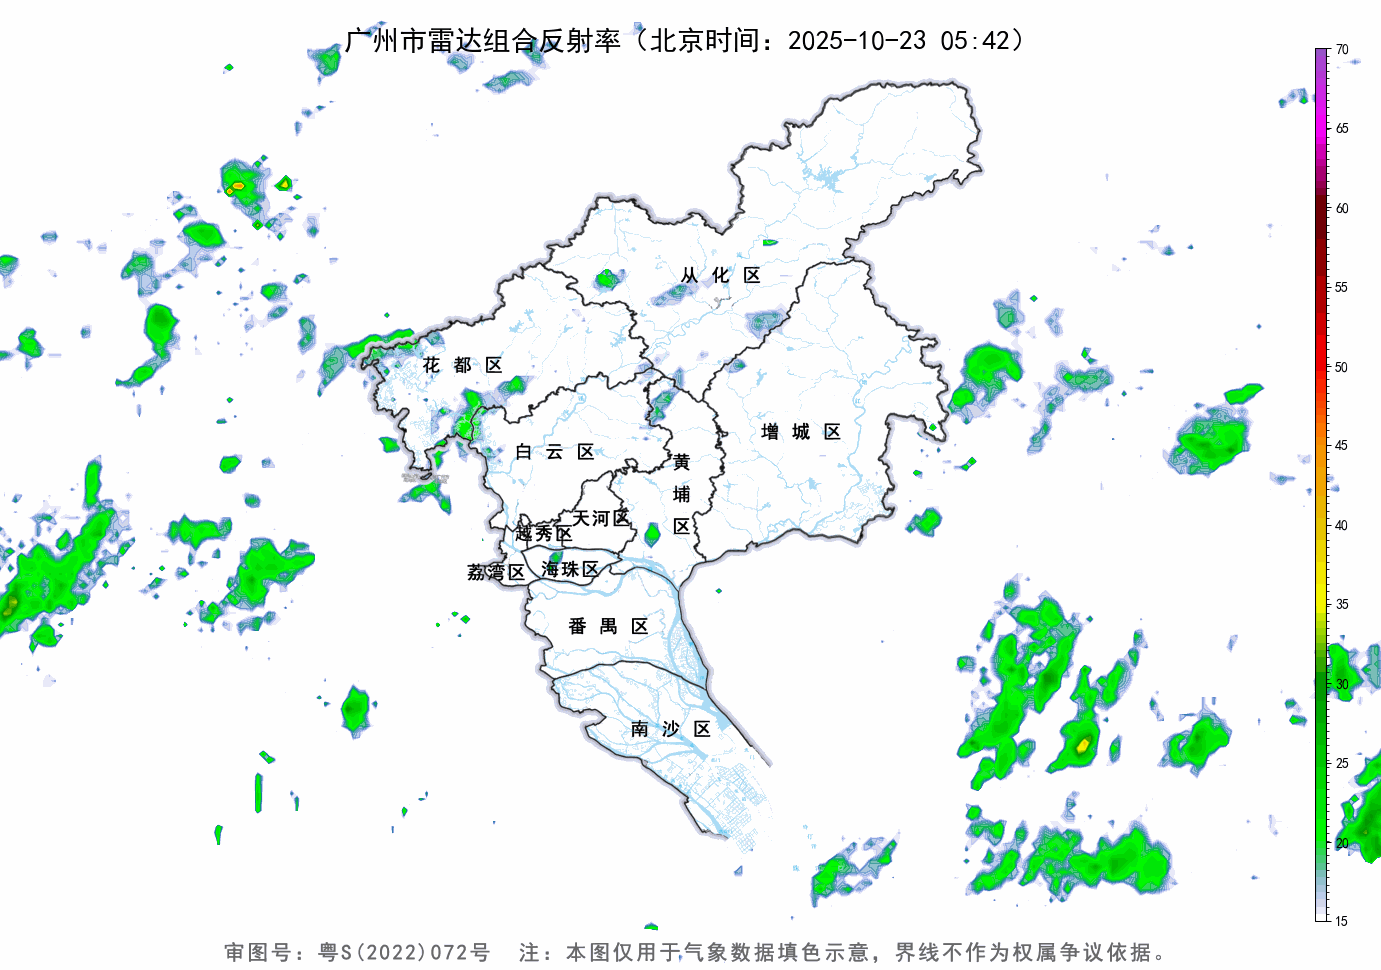 广州市雷达组合反射率（北京时间：2025-10-23 05:42）
70
65
60
55
50
45
40
35
30
25
20
15
从 化 区
花 都 区
增 城 区
白 云 区
黄
埔
区
天河区
越秀区
荔湾区
海珠区
番 禺 区
南 沙 区
审图号：粤S(2022)072号 注：本图仅用于气象数据填色示意，界线不作为权属争议依据。